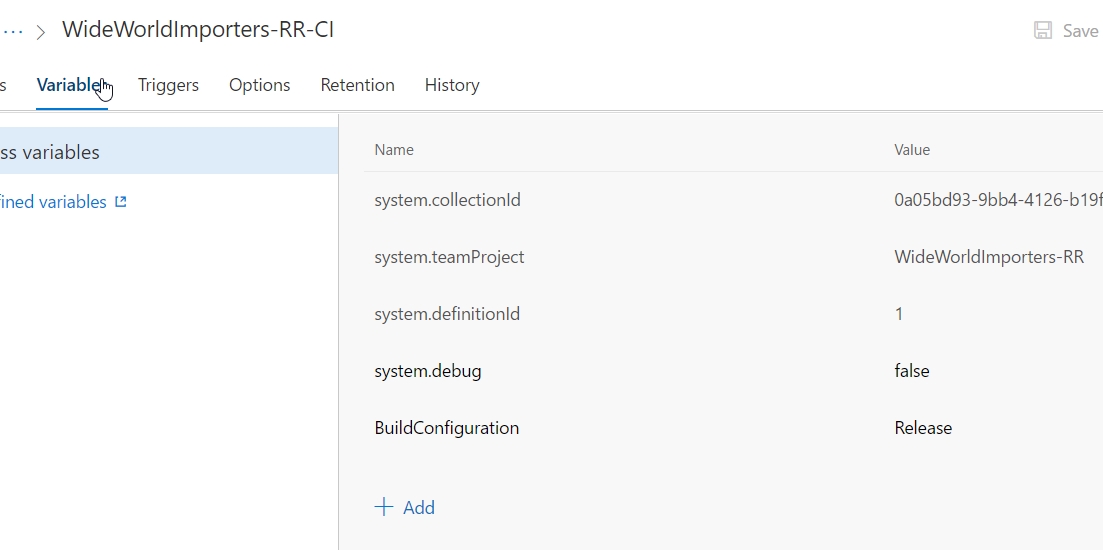 ... > WideWorldImporters-RR-CI Save
s Variables Triggers Options Retention History
ss variables
fined variables
Name Value
system.collectionId 0a05bd93-9bb4-4126-b19f
system.teamProject WideWorldImporters-RR
system.definitionId 1
system.debug false
BuildConfiguration Release
+ Add